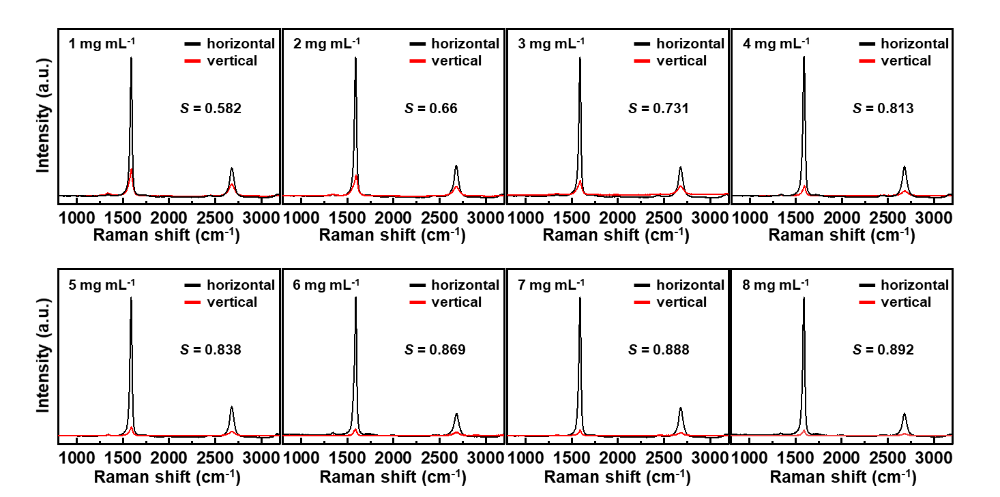 Intensity (a.u.)
1 mg mL⁻¹
horizontal
vertical
S = 0.582
1000 1500 2000 2500 3000
Raman shift (cm⁻¹)
2 mg mL⁻¹
horizontal
vertical
S = 0.66
1000 1500 2000 2500 3000
Raman shift (cm⁻¹)
3 mg mL⁻¹
horizontal
vertical
S = 0.731
1000 1500 2000 2500 3000
Raman shift (cm⁻¹)
4 mg mL⁻¹
horizontal
vertical
S = 0.813
1000 1500 2000 2500 3000
Raman shift (cm⁻¹)
Intensity (a.u.)
5 mg mL⁻¹
horizontal
vertical
S = 0.838
1000 1500 2000 2500 3000
Raman shift (cm⁻¹)
6 mg mL⁻¹
horizontal
vertical
S = 0.869
1000 1500 2000 2500 3000
Raman shift (cm⁻¹)
7 mg mL⁻¹
horizontal
vertical
S = 0.888
1000 1500 2000 2500 3000
Raman shift (cm⁻¹)
8 mg mL⁻¹
horizontal
vertical
S = 0.892
1000 1500 2000 2500 3000
Raman shift (cm⁻¹)